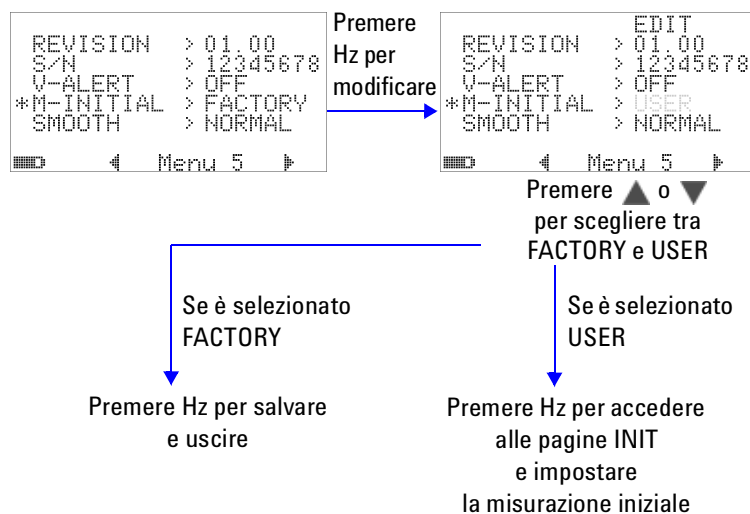 REVISION > 01.00
S/N > 12345678
V-ALERT > OFF
*M-INITIAL > FACTORY
SMOOTH > NORMAL
Menu 5
Premere
Hz per
modificare
EDIT
REVISION > 01.00
S/N > 12345678
V-ALERT > OFF
*M-INITIAL > USER
SMOOTH > NORMAL
Menu 5
Premere ▲ o ▼
per scegliere tra
FACTORY e USER
Se è selezionato
FACTORY
Premere Hz per salvare
e uscire
Se è selezionato
USER
Premere Hz per accedere
alle pagine INIT
e impostare
la misurazione iniziale